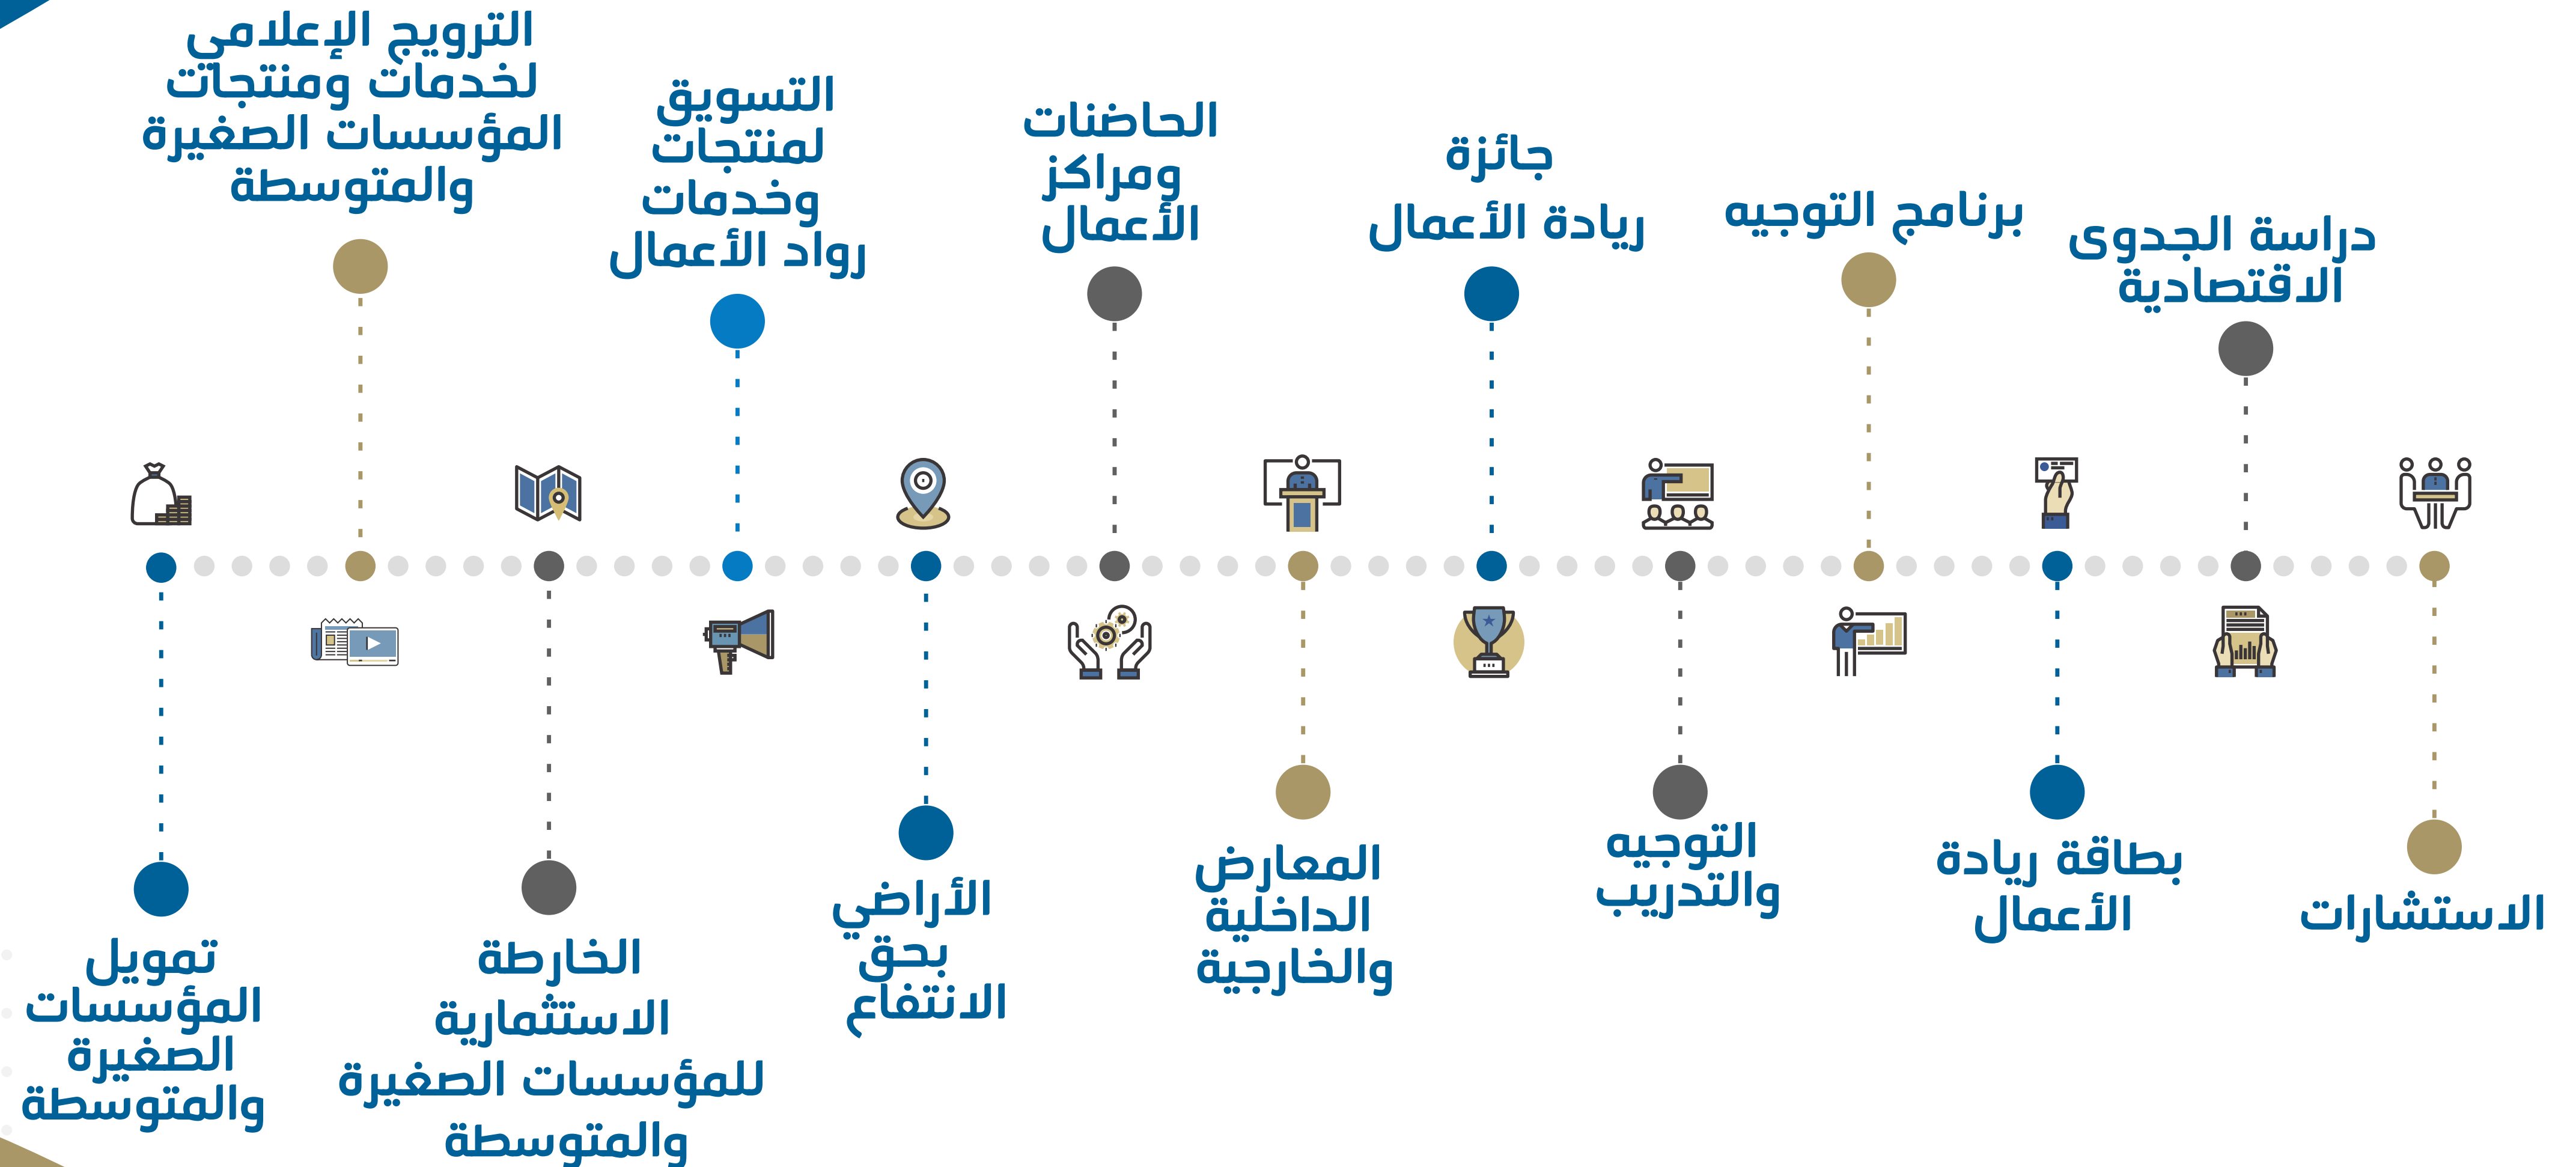 الاستشارات
دراسة الجدوى
الاقتصادية
بطاقة ريادة
الأعمال
برنامج التوجيه
التوجيه
والتدريب
جائزة
ريادة الأعمال
المعارض
الداخلية
والخارجية
الحاضنات
ومراكز
الأعمال
الأراضي
بحق
الانتفاع
التسويق
لمنتجات
وخدمات
رواد الأعمال
الخارطة
الاستثمارية
للمؤسسات الصغيرة
والمتوسطة
الترويج الإعلامي
لخدمات ومنتجات
المؤسسات الصغيرة
والمتوسطة
تمويل
المؤسسات
الصغيرة
والمتوسطة